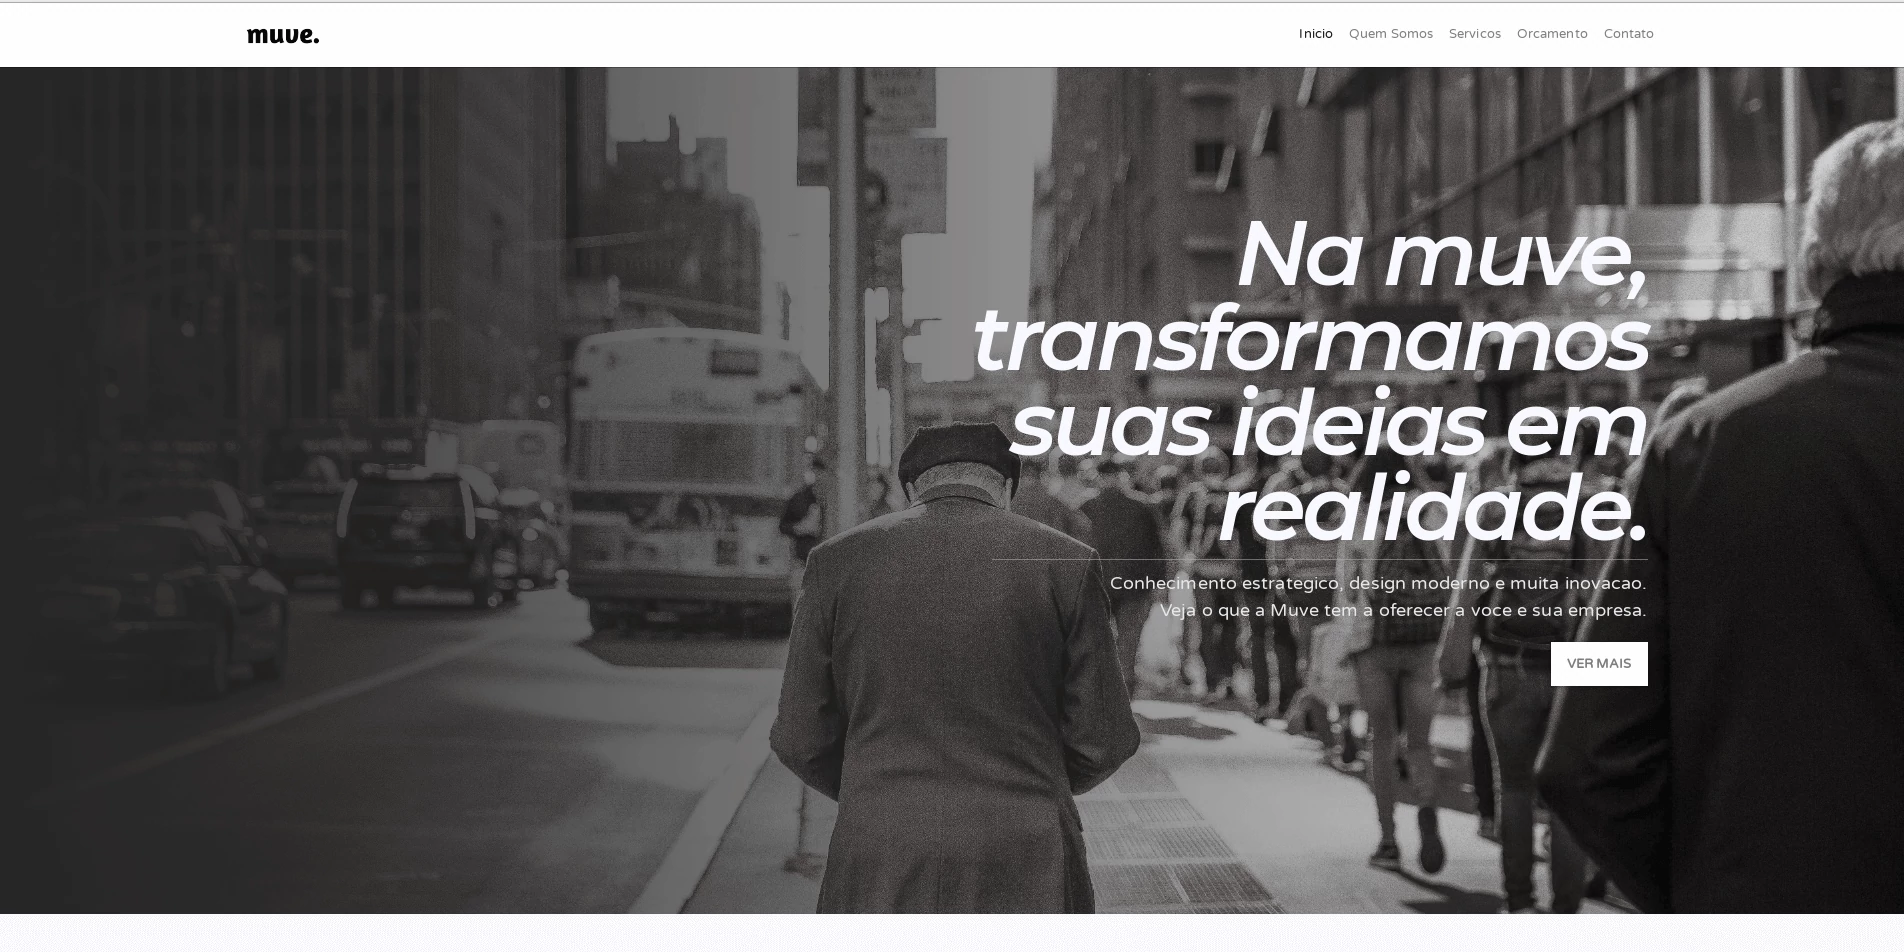 muve.
Inicio Quem Somos Servicos Orcamento Contato
Na muve,
transformamos
suas ideias em
realidade.
Conhecimento estrategico, design moderno e muita inovacao.
Veja o que a Muve tem a oferecer a voce e sua empresa.
VER MAIS